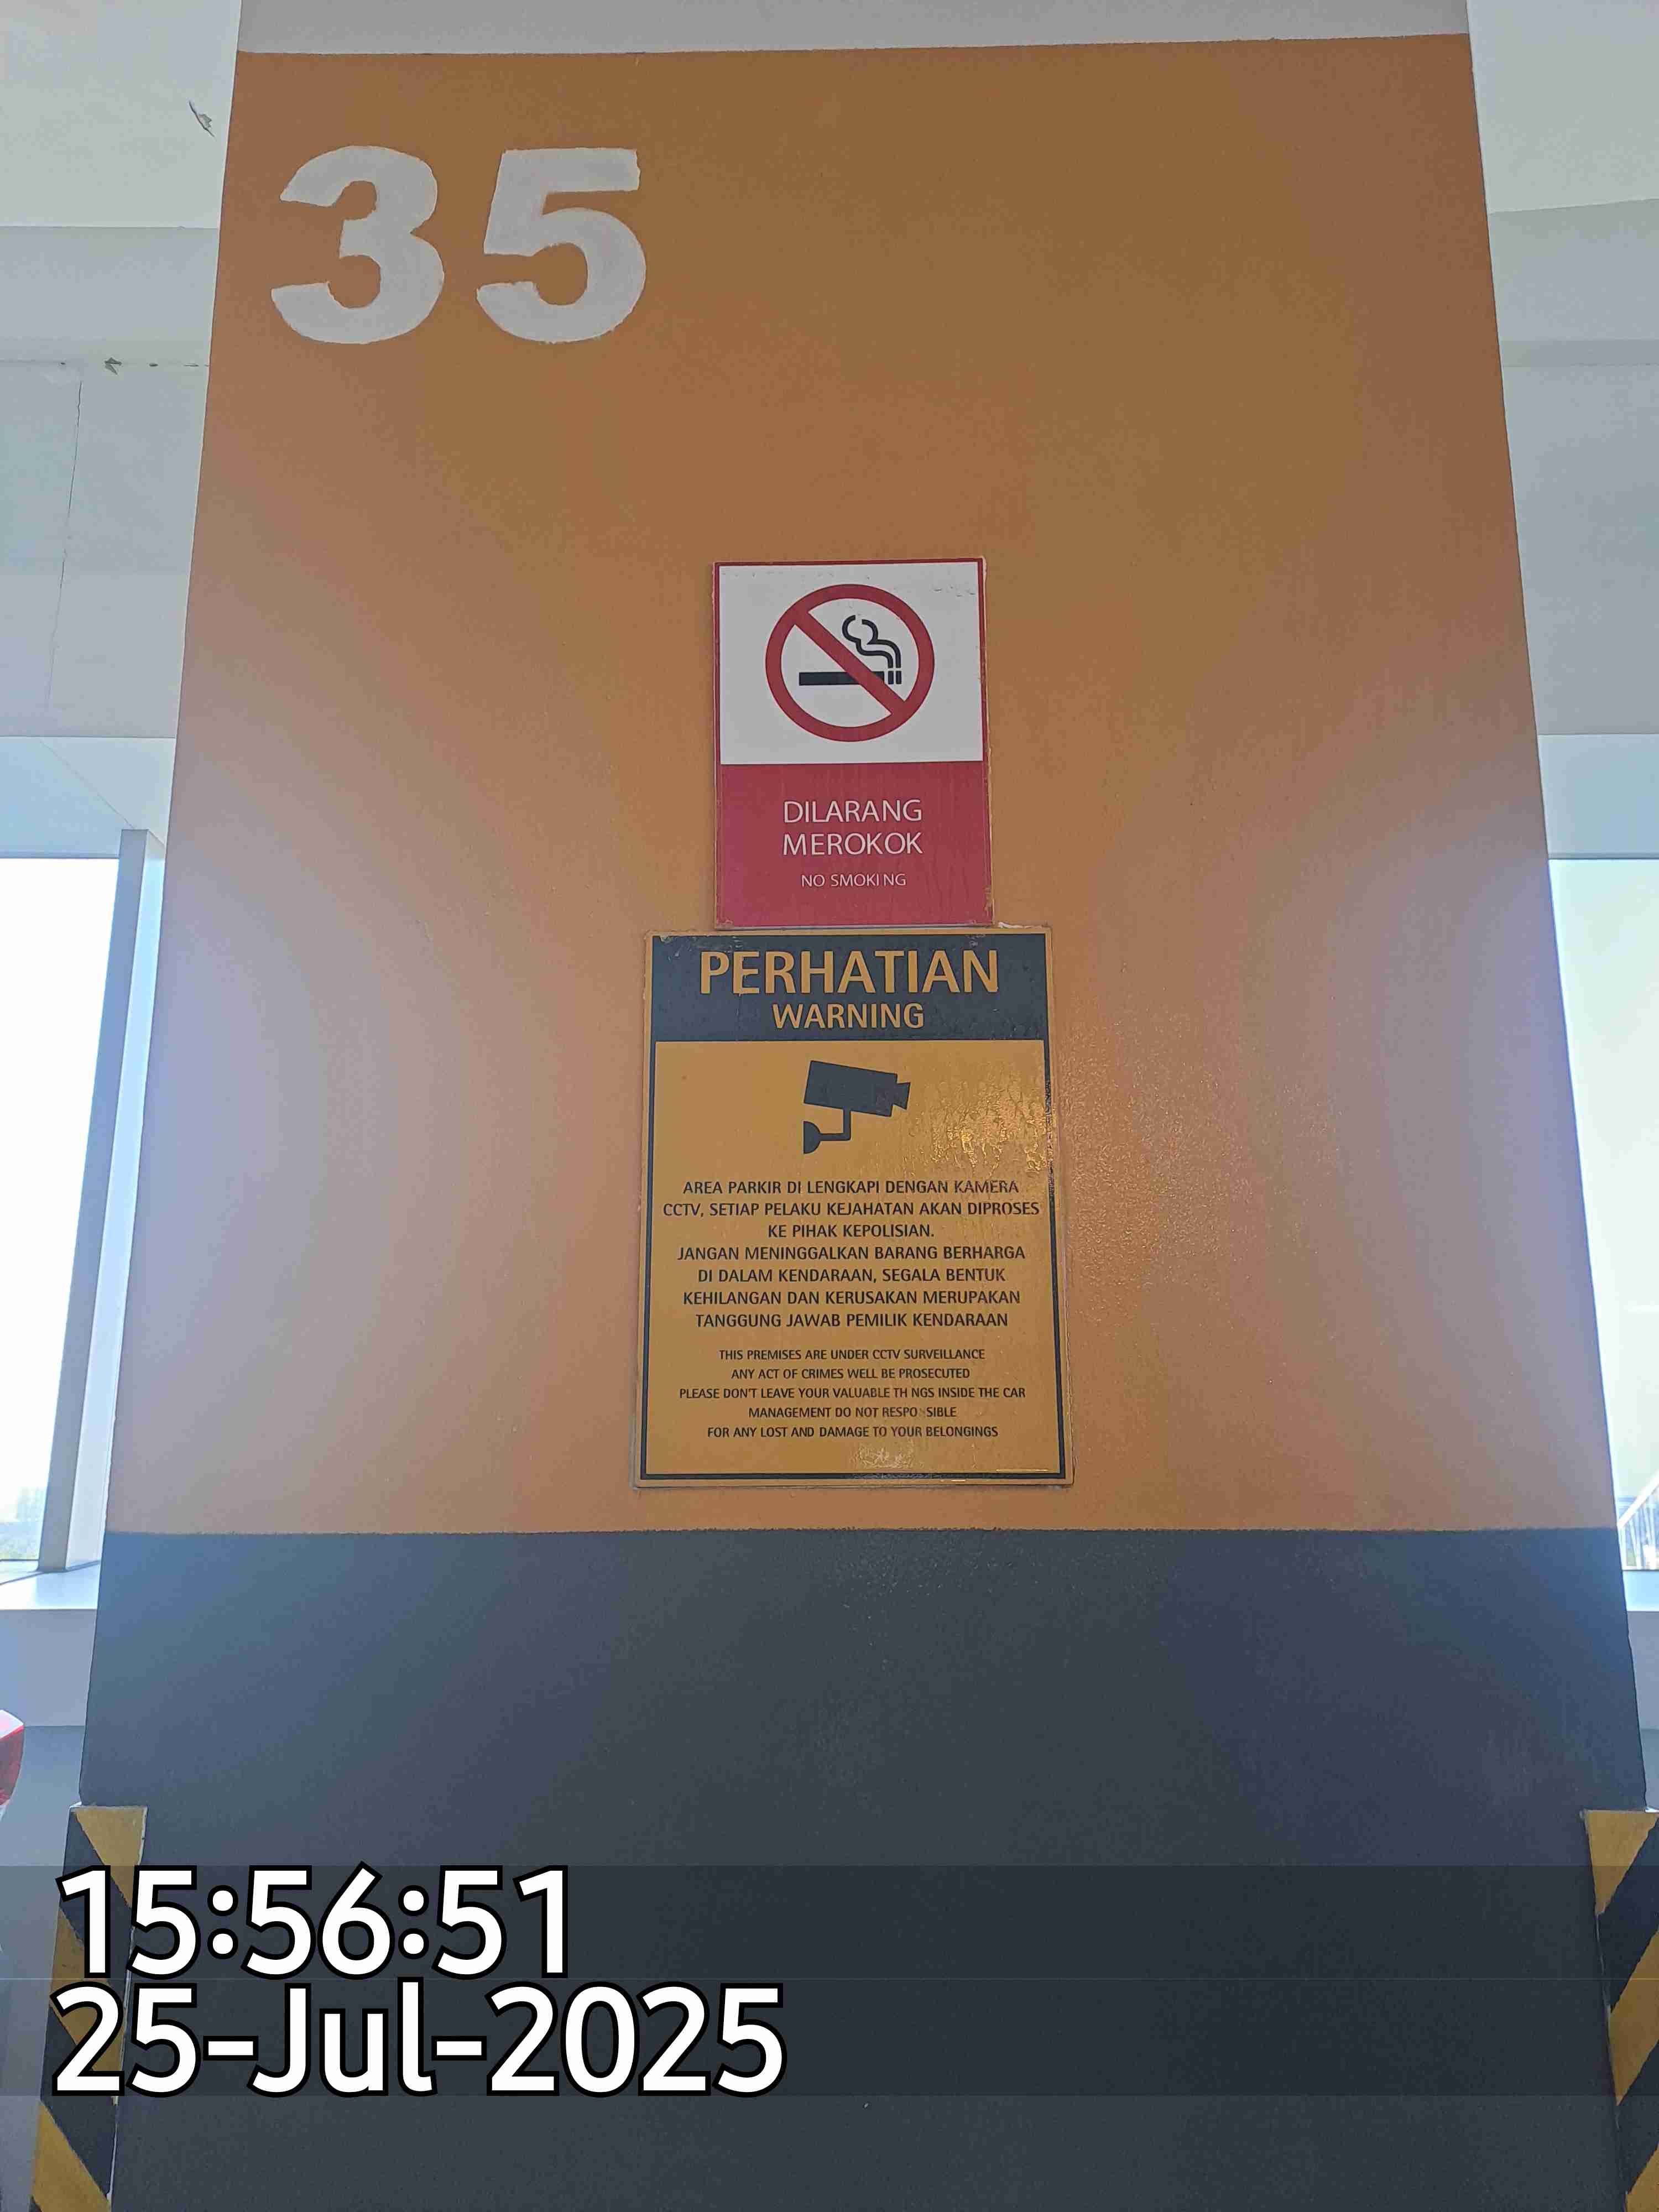 35
DILARANG
MEROKOK
NO SMOKING
PERHATIAN
WARNING
AREA PARKIR DI LENGKAPI DENGAN KAMERA
CCTV, SETIAP PELAKU KEJAHATAN AKAN DIPROSES
KE PIHAK KEPOLISIAN.
JANGAN MENINGGALKAN BARANG BERHARGA
DI DALAM KENDARAAN, SEGALA BENTUK
KEHILANGAN DAN KERUSAKAN MERUPAKAN
TANGGUNG JAWAB PEMILIK KENDARAAN
THIS PREMISES ARE UNDER CCTV SURVEILLANCE
ANY ACT OF CRIMES WELL BE PROSECUTED
PLEASE DON'T LEAVE YOUR VALUABLE TH NGS INSIDE THE CAR
MANAGEMENT DO NOT RESPO SIBLE
FOR ANY LOST AND DAMAGE TO YOUR BELONGINGS
15:56:51
25-Jul-2025